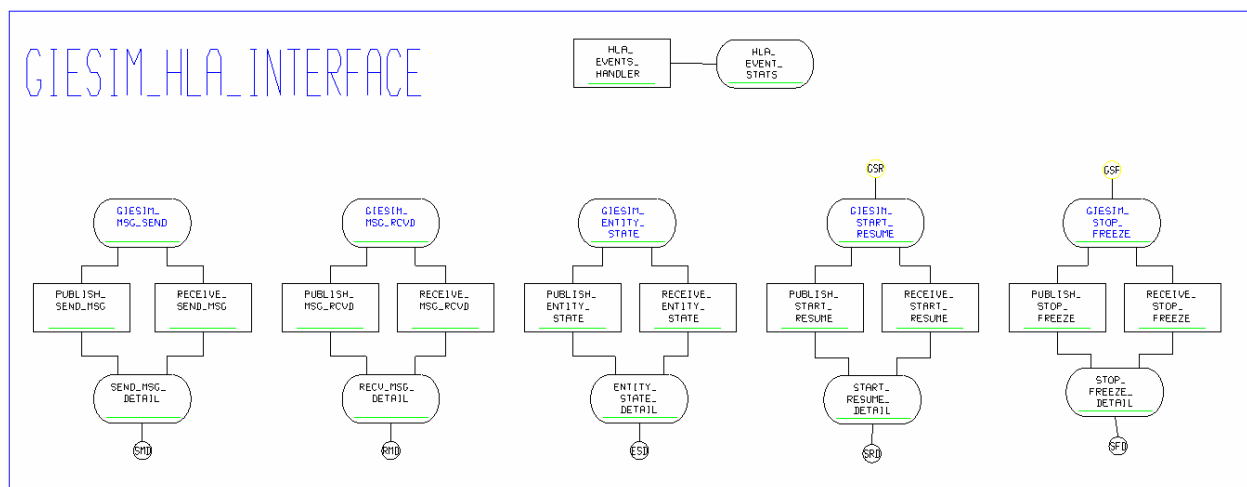 GIESIM_HLA_INTERFACE
HLA_
EVENTS_
HANDLER
HLA_
EVENT_
STATS
GSR
GSF
GIESIM_
MSG_SEND
GIESIM_
MSG_RCVD
GIESIM_
ENTITY_
STATE
GIESIM_
START_
RESUME
GIESIM_
STOP_
FREEZE
PUBLISH_
SEND_MSG
RECEIVE_
SEND_MSG
PUBLISH_
MSG_RCVD
RECEIVE_
MSG_RCVD
PUBLISH_
ENTITY_
STATE
RECEIVE_
ENTITY_
STATE
PUBLISH_
START_
RESUME
RECEIVE_
START_
RESUME
PUBLISH_
STOP_
FREEZE
RECEIVE_
STOP_
FREEZE
SEND_MSG_
DETAIL
RECV_MSG_
DETAIL
ENTITY_
STATE_
DETAIL
START_
RESUME_
DETAIL
STOP_
FREEZE_
DETAIL
SMD
RMD
ESD
SRD
SFD